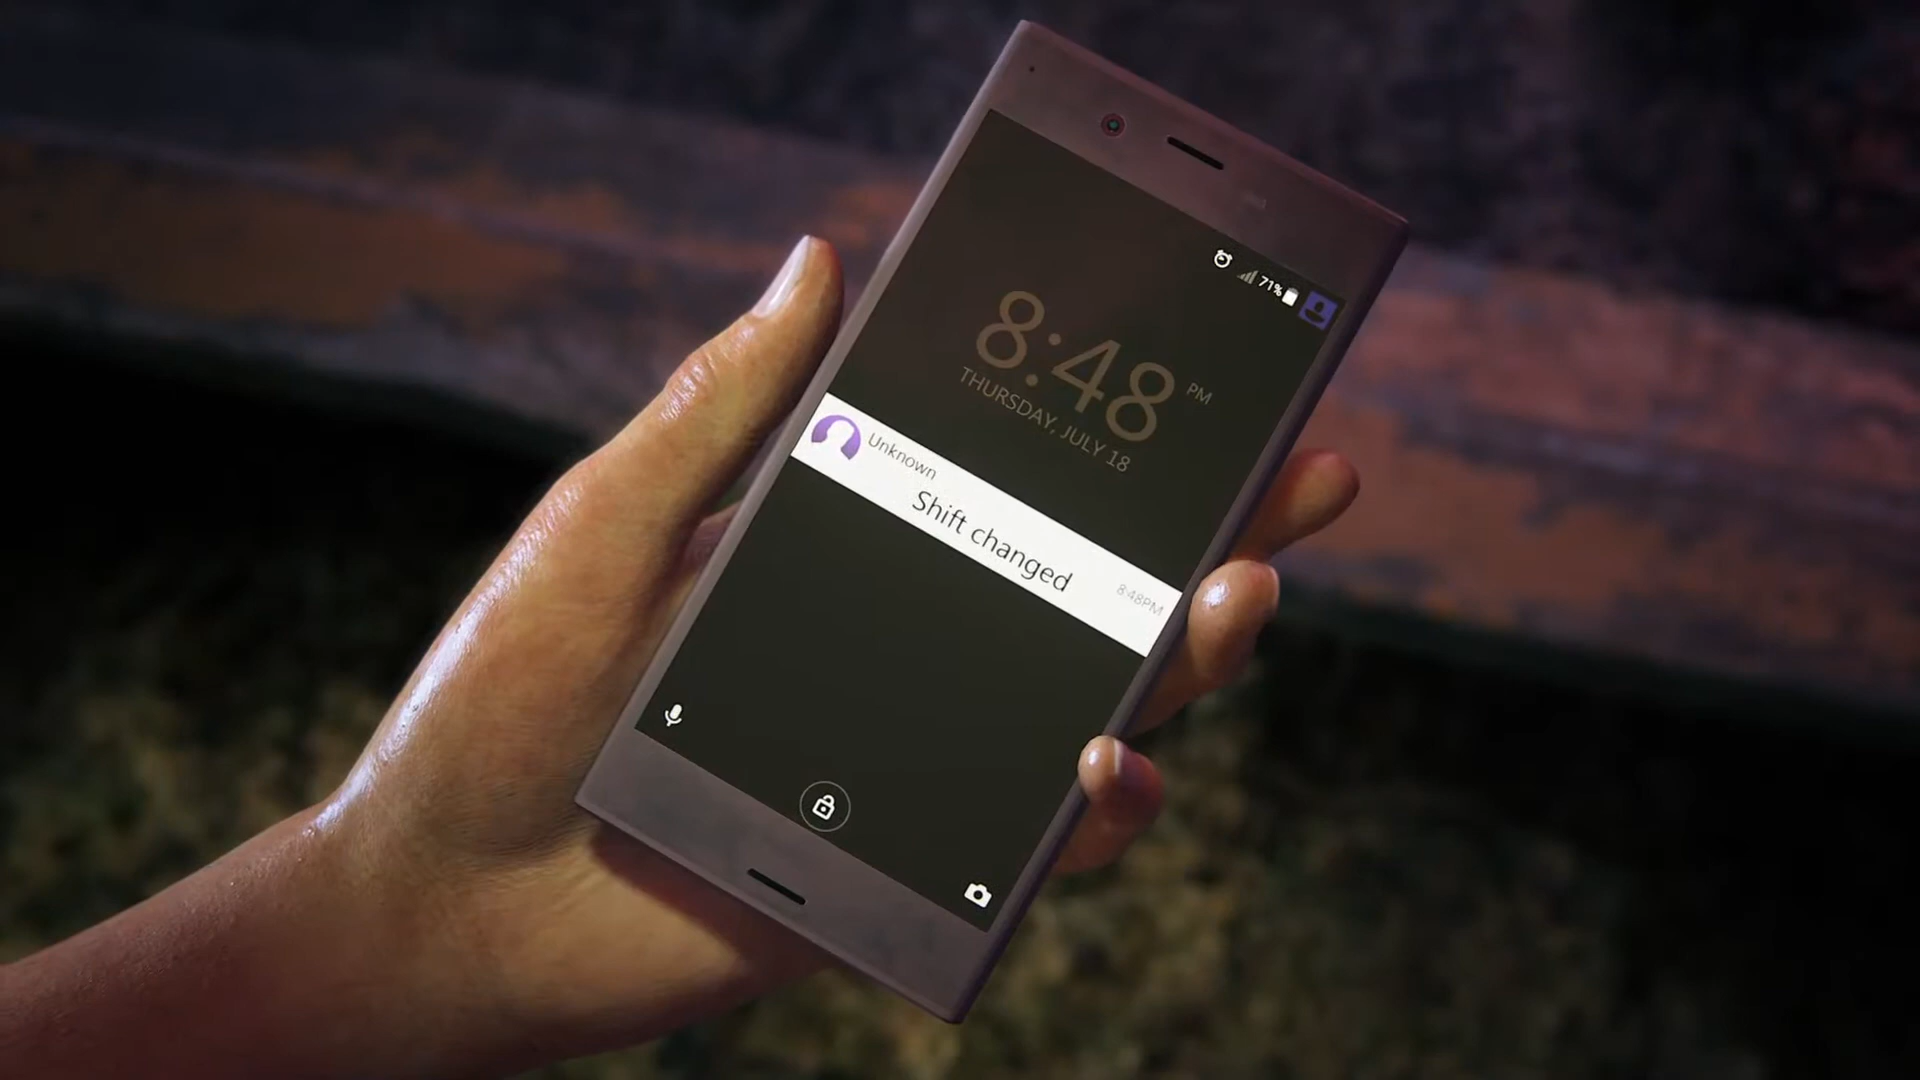 71%
8:48 PM
THURSDAY, JULY 18
Unknown
Shift changed
8:48PM